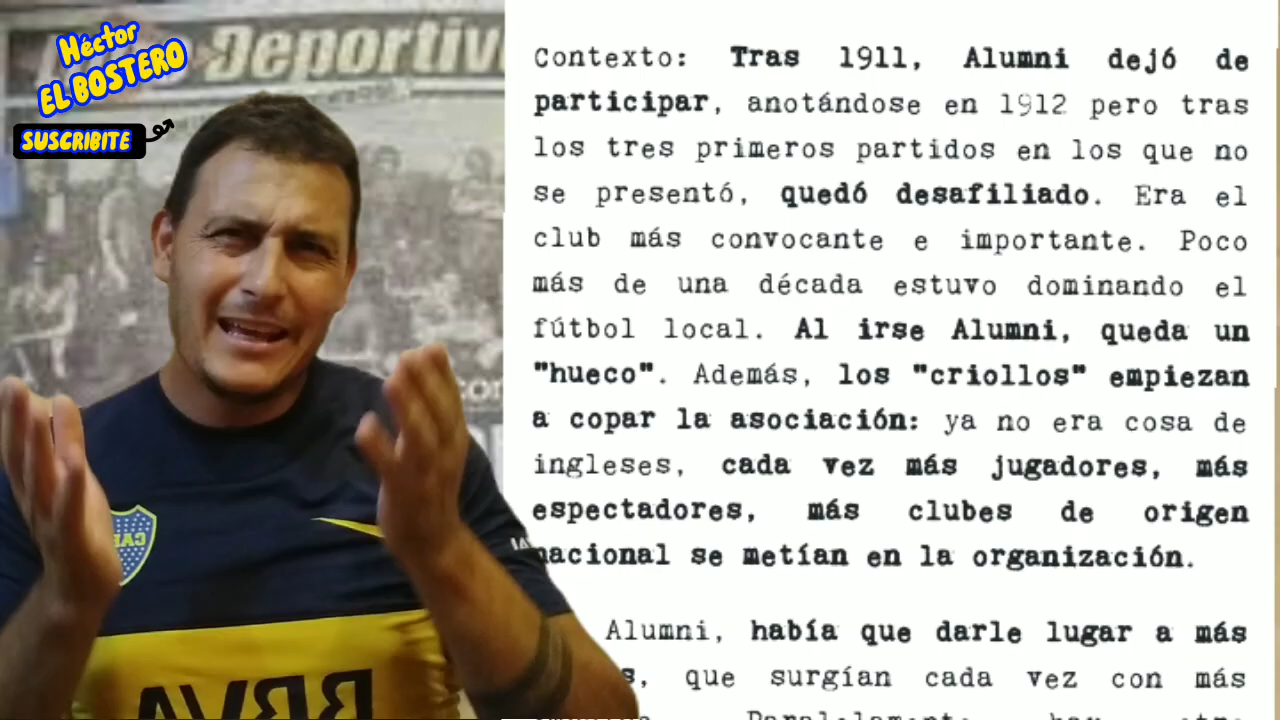 Héctor
EL BOSTERO
SUSCRIBITE
Deportivo
Contexto: Tras 1911, Alumni dejó de
participar, anotándose en 1912 pero tras
los tres primeros partidos en los que no
se presentó, quedó desafiliado. Era el
club más convocante e importante. Poco
más de una década estuvo dominando el
fútbol local. Al irse Alumni, queda un
"hueco". Además, los "criollos" empiezan
a copar la asociación: ya no era cosa de
ingleses, cada vez más jugadores, más
espectadores, más clubes de origen
nacional se metían en la organización.
Alumni, había que darle lugar a más
que surgían cada vez con más
CABJ
BBVA